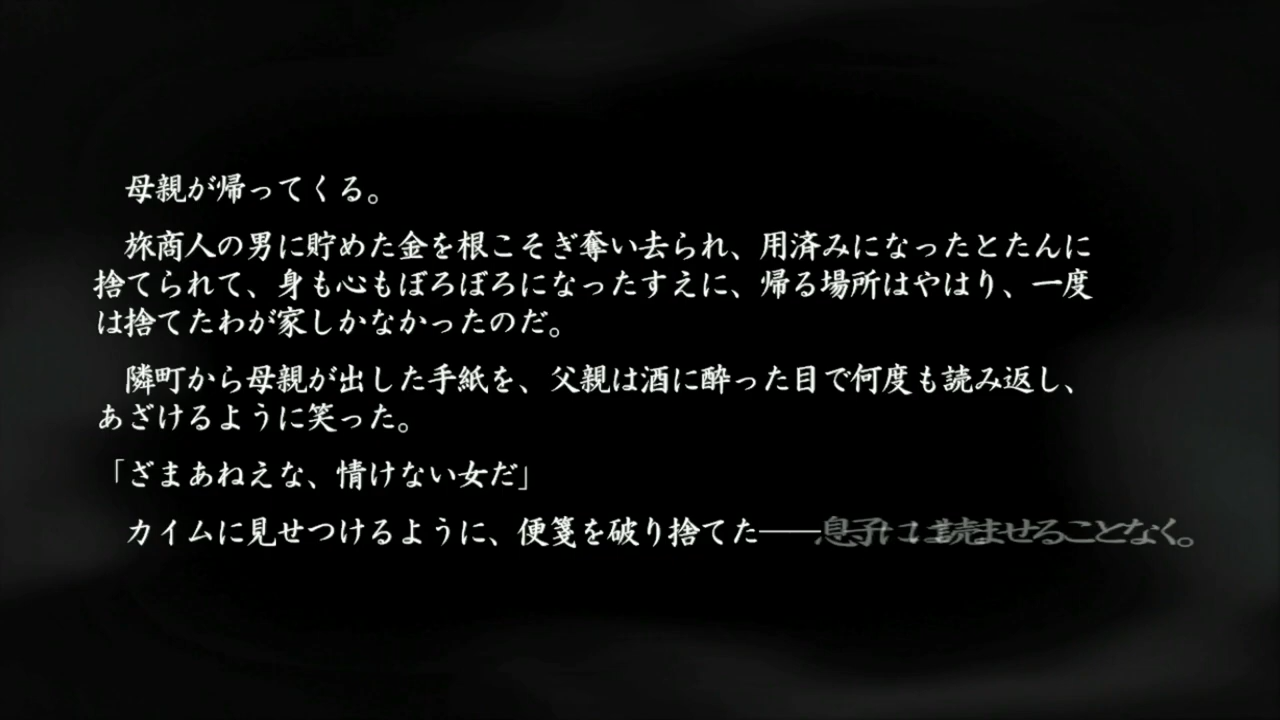 母親が帰ってくる。
旅商人の男に貯めた金を根こそぎ奪い去られ、用済みになったとたんに
捨てられて、身も心もぼろぼろになったすえに、帰る場所はやはり、一度
は捨てたわが家しかなかったのだ。
隣町から母親が出した手紙を、父親は酒に酔った目で何度も読み返し、
あざけるように笑った。
「ざまあねえな、情けない女だ」
カイムに見せつけるように、便箋を破り捨てた――息子には読ませることなく。